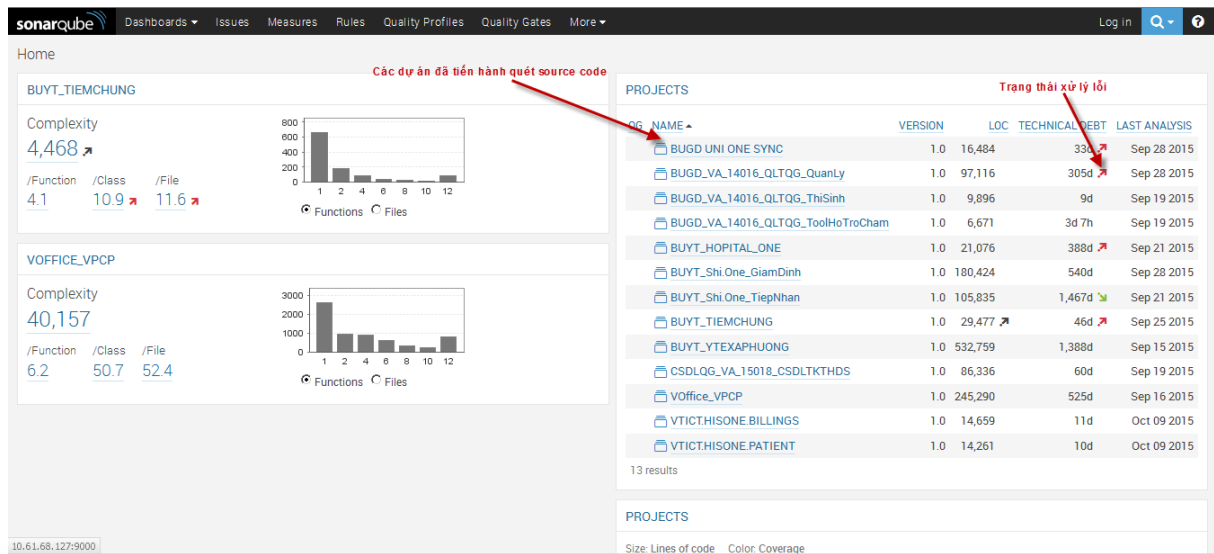 sonarqube Dashboards Issues Measures Rules Quality Profiles Quality Gates More Log in
Home
Các dự án đã tiến hành quét source code
BUYT_TIEMCHUNG
Complexity
4,468
/Function /Class /File
4.1 10.9 11.6
800
600
400
200
0
1 2 4 6 8 10 12
Functions Files
VOFFICE_VPCP
Complexity
40,157
/Function /Class /File
6.2 50.7 52.4
3000
2000
1000
0
1 2 4 6 8 10 12
Functions Files
PROJECTS
Trạng thái xử lý lỗi
QG NAME VERSION LOC TECHNICAL DEBT LAST ANALYSIS
BUGD UNI ONE SYNC 1.0 16,484 33d Sep 28 2015
BUGD_VA_14016_QLTQG_QuanLy 1.0 97,116 305d Sep 28 2015
BUGD_VA_14016_QLTQG_ThiSinh 1.0 9,896 9d Sep 19 2015
BUGD_VA_14016_QLTQG_ToolHoTroCham 1.0 6,671 3d 7h Sep 19 2015
BUYT_HOPITAL_ONE 1.0 21,076 388d Sep 21 2015
BUYT_Shi.One_GiamDinh 1.0 180,424 540d Sep 28 2015
BUYT_Shi.One_TiepNhan 1.0 105,835 1,467d Sep 21 2015
BUYT_TIEMCHUNG 1.0 29,477 46d Sep 25 2015
BUYT_YTEXAPHUONG 1.0 532,759 1,388d Sep 15 2015
CSDLQG_VA_15018_CSDLTKTHDS 1.0 86,336 60d Sep 19 2015
VOffice_VPCP 1.0 245,290 525d Sep 16 2015
VTICT.HISONE.BILLINGS 1.0 14,659 11d Oct 09 2015
VTICT.HISONE.PATIENT 1.0 14,261 10d Oct 09 2015
13 results
PROJECTS
Size: Lines of code Color: Coverage
10.61.68.127:9000